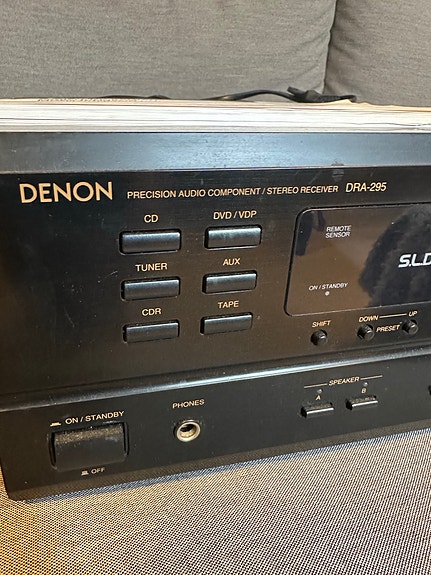 DENON PRECISION AUDIO COMPONENT / STEREO RECEIVER DRA-295
CD DVD / VDP
REMOTE
SENSOR
S.L.D
TUNER AUX
ON / STANDBY
CDR TAPE
SHIFT DOWN PRESET UP
SPEAKER
A B
ON / STANDBY
PHONES
OFF